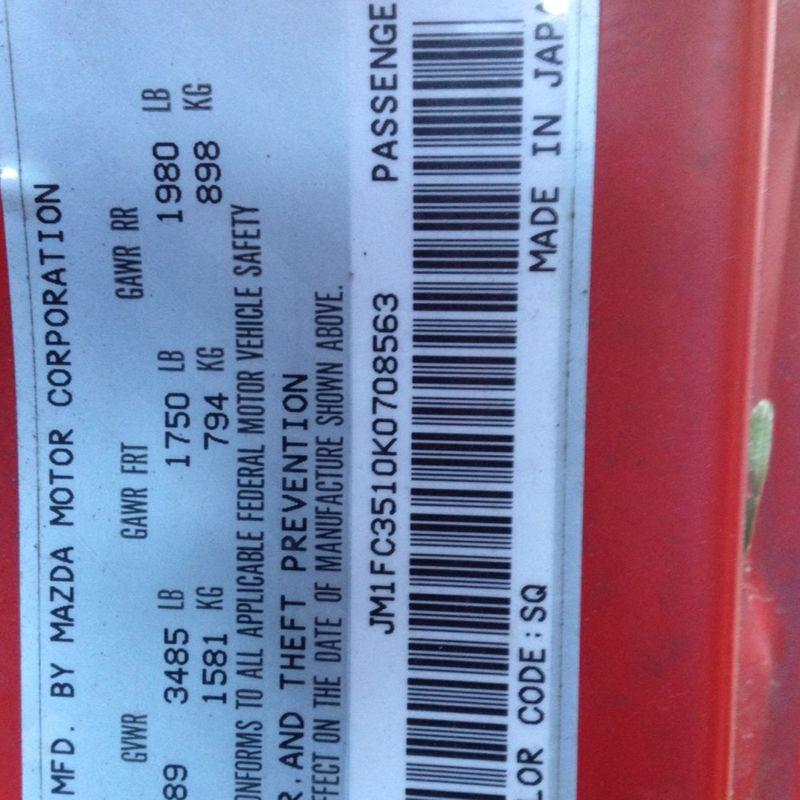 MFD. BY MAZDA MOTOR CORPORATION
GVWR GAWR FRT GAWR RR
89 3485 LB 1750 LB 1980 LB
1581 KG 794 KG 898 KG
ONFORMS TO ALL APPLICABLE FEDERAL MOTOR VEHICLE SAFETY
R.AND THEFT PREVENTION
FFECT ON THE DATE OF MANUFACTURE SHOWN ABOVE.
JM1FC3510K0708563 PASSENGE
LOR CODE:SQ MADE IN JAPA